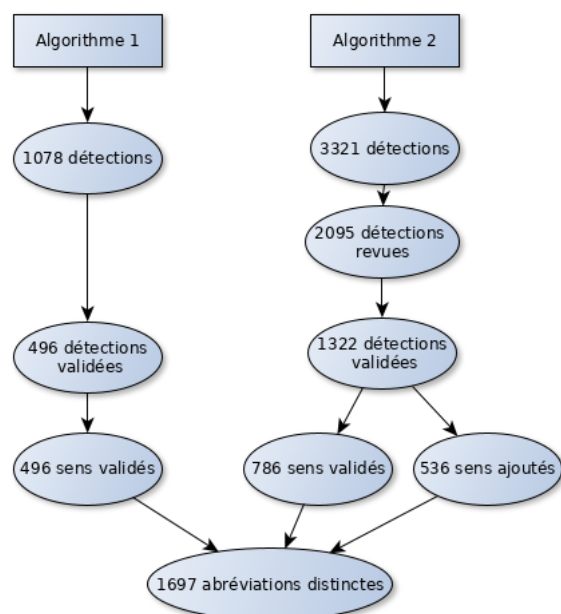 Algorithme 1
Algorithme 2
1078 détections
3321 détections
2095 détections
revues
496 détections
validées
1322 détections
validées
496 sens validés
786 sens validés
536 sens ajoutés
1697 abréviations distinctes